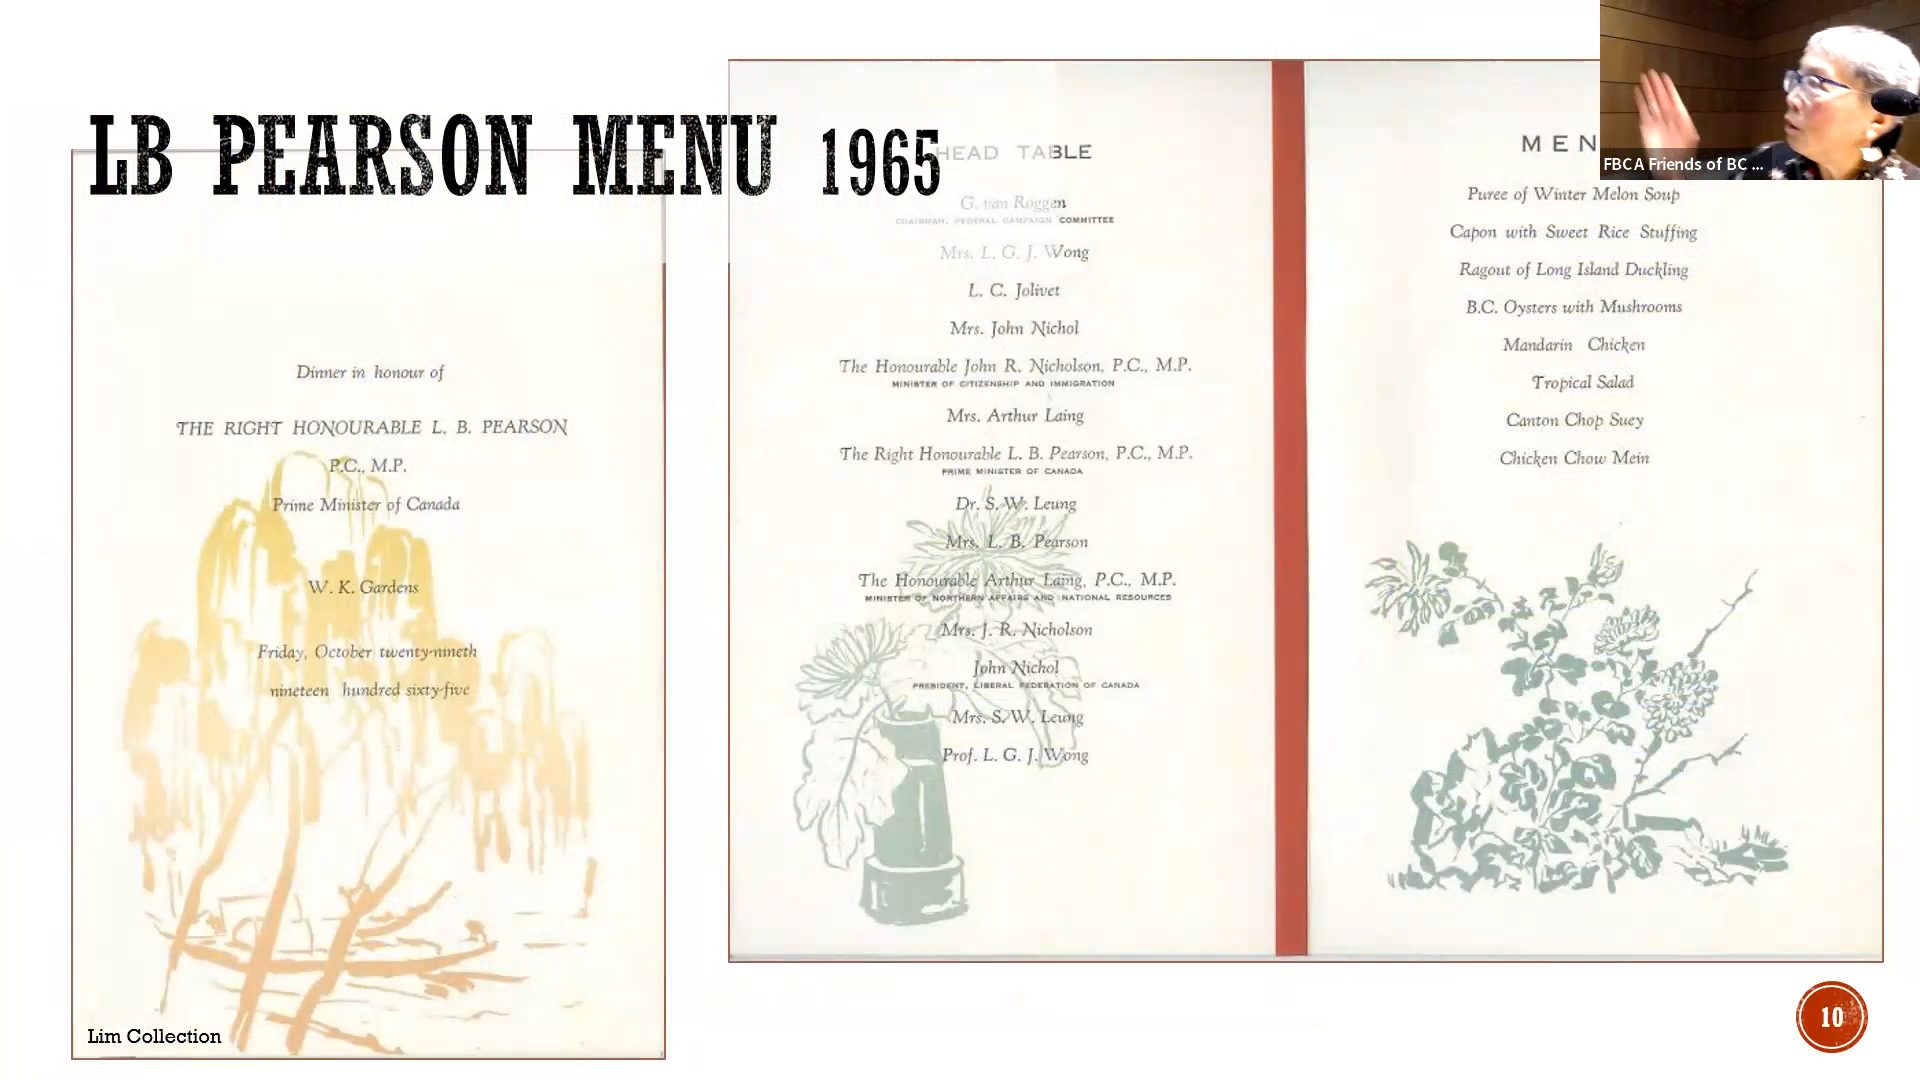 LB PEARSON MENU 1965
Dinner in honour of
THE RIGHT HONOURABLE L. B. PEARSON
P.C., M.P.
Prime Minister of Canada
W. K. Gardens
Friday, October twenty-nineth
nineteen hundred sixty-five
Lim Collection
HEAD TABLE
G. van Roggen
CHAIRMAN, FEDERAL CAMPAIGN COMMITTEE
Mrs. L. G. J. Wong
L. C. Jolivet
Mrs. John Nichol
The Honourable John R. Nicholson, P.C., M.P.
MINISTER OF CITIZENSHIP AND IMMIGRATION
Mrs. Arthur Laing
The Right Honourable L. B. Pearson, P.C., M.P.
PRIME MINISTER OF CANADA
Dr. S. W. Leung
Mrs. L. B. Pearson
The Honourable Arthur Laing, P.C., M.P.
MINISTER OF NORTHERN AFFAIRS AND NATIONAL RESOURCES
Mrs. J. R. Nicholson
John Nichol
PRESIDENT, LIBERAL FEDERATION OF CANADA
Mrs. S. W. Leung
Prof. L. G. J. Wong
MEN
Puree of Winter Melon Soup
Capon with Sweet Rice Stuffing
Ragout of Long Island Duckling
B.C. Oysters with Mushrooms
Mandarin Chicken
Tropical Salad
Canton Chop Suey
Chicken Chow Mein
FBCA Friends of BC ...
10